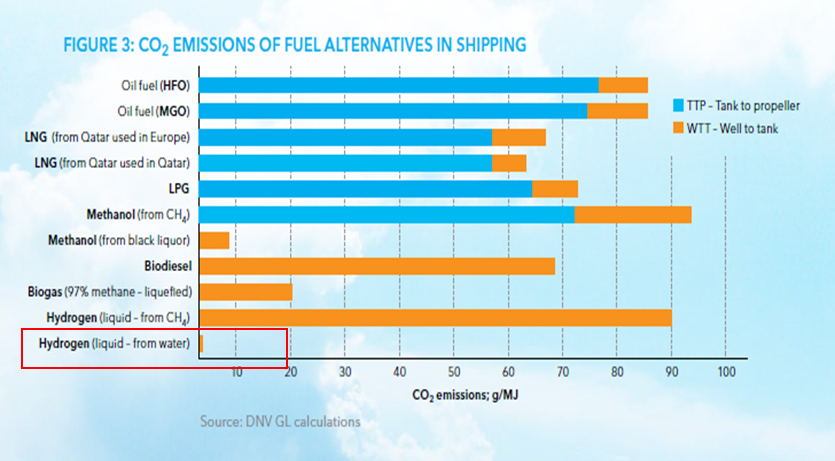 FIGURE 3: CO₂ EMISSIONS OF FUEL ALTERNATIVES IN SHIPPING
Oil fuel (HFO)
Oil fuel (MGO)
LNG (from Qatar used in Europe)
LNG (from Qatar used in Qatar)
LPG
Methanol (from CH₄)
Methanol (from black liquor)
Biodiesel
Biogas (97% methane – liquefied)
Hydrogen (liquid – from CH₄)
Hydrogen (liquid – from water)
TTP – Tank to propeller
WTT – Well to tank
10 20 30 40 50 60 70 80 90 100
CO₂ emissions; g/MJ
Source: DNV GL calculations